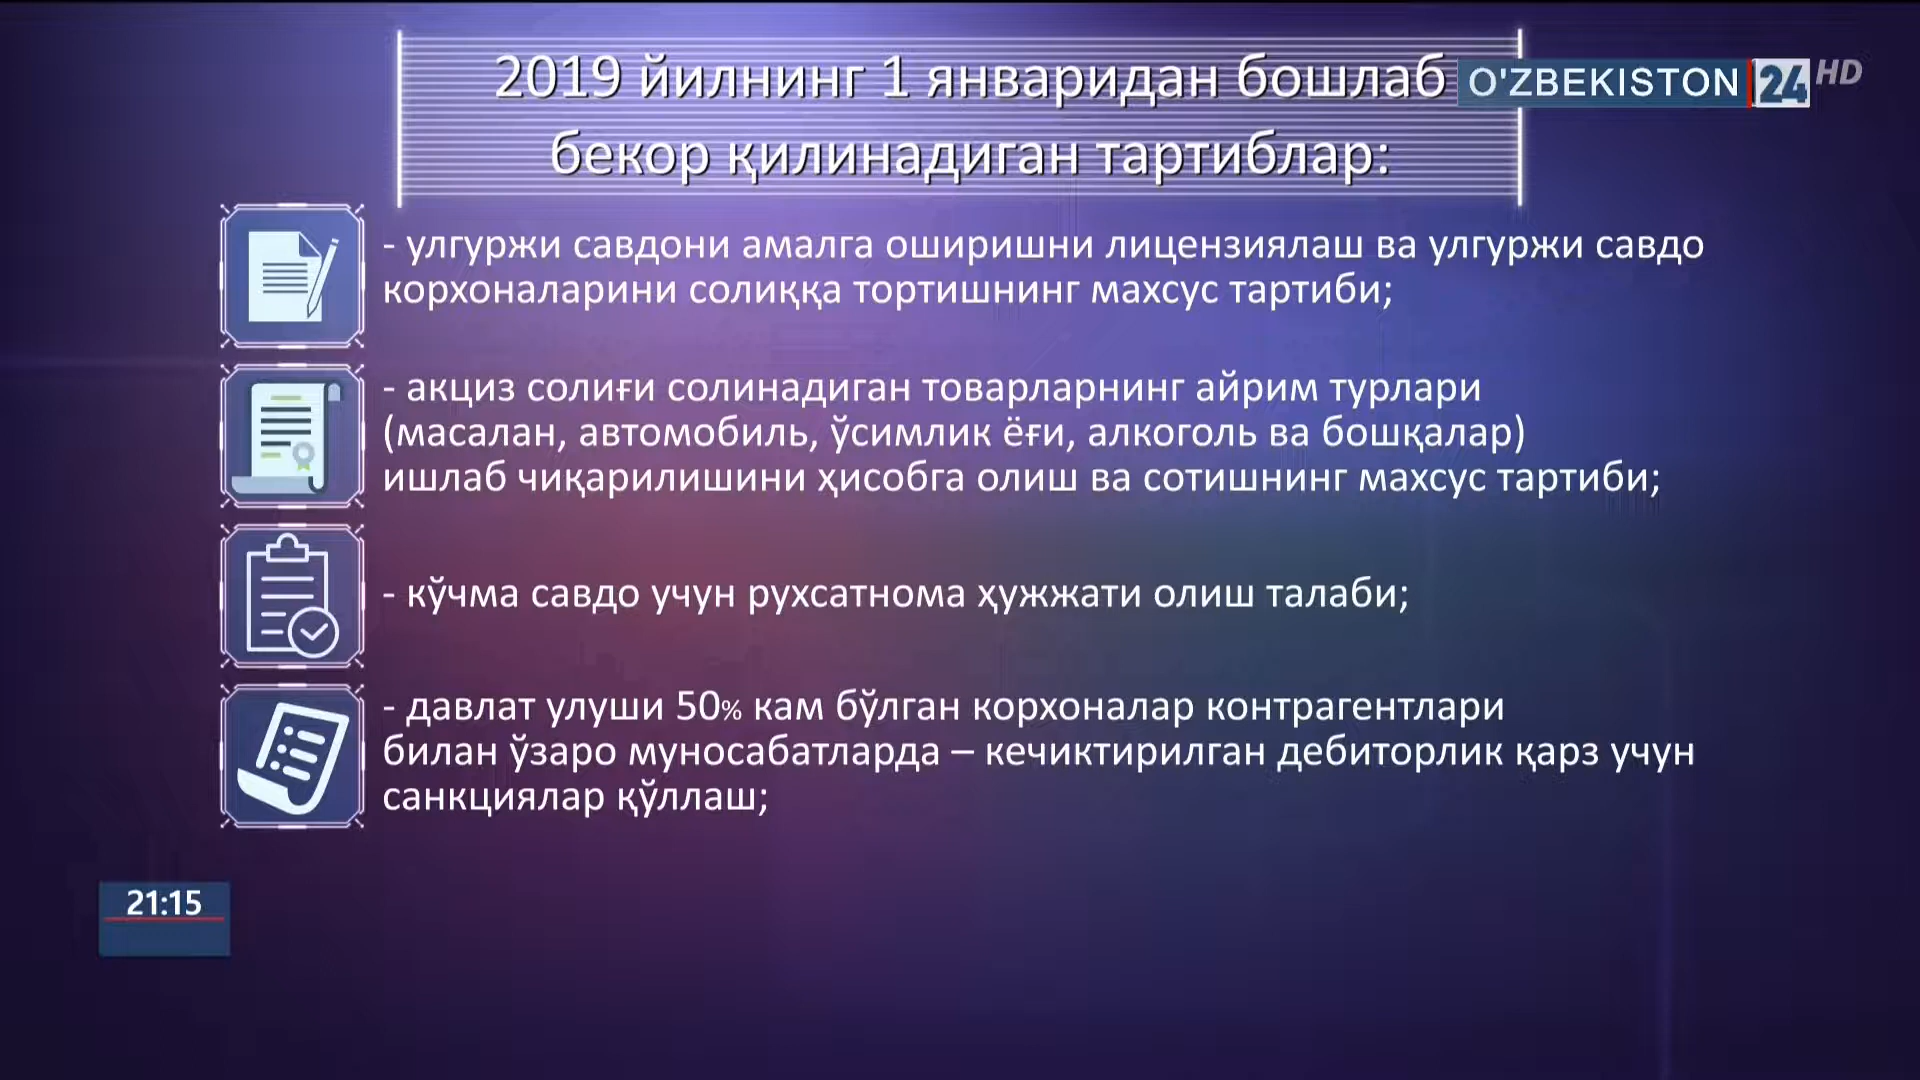 2019 йилнинг 1 январидан бошлаб
бекор қилинадиган тартиблар:
O'ZBEKISTON 24 HD
- улгуржи савдони амалга оширишни лицензиялаш ва улгуржи савдо
корхоналарини солиққа тортишнинг махсус тартиби;
- акциз солиғи солинадиган товарларнинг айрим турлари
(масалан, автомобиль, ўсимлик ёғи, алкоголь ва бошқалар)
ишлаб чиқарилишини ҳисобга олиш ва сотишнинг махсус тартиби;
- кўчма савдо учун рухсатнома ҳужжати олиш талаби;
- давлат улуши 50% кам бўлган корхоналар контрагентлари
билан ўзаро муносабатларда – кечиктирилган дебиторлик қарз учун
санкциялар қўллаш;
21:15